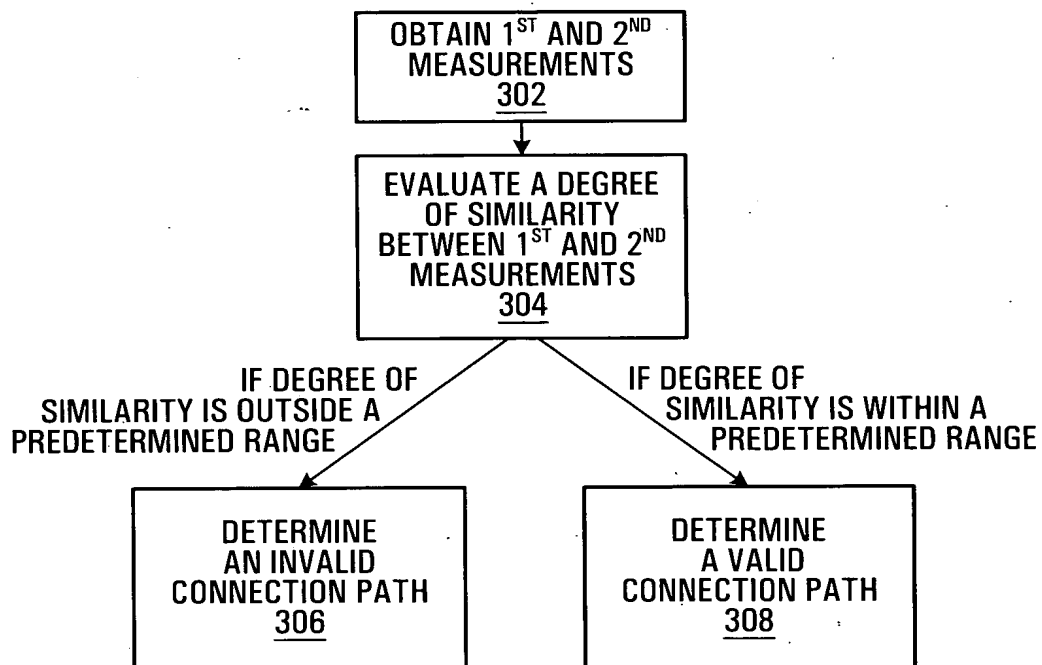 OBTAIN 1ST AND 2ND
MEASUREMENTS
302
EVALUATE A DEGREE
OF SIMILARITY
BETWEEN 1ST AND 2ND
MEASUREMENTS
304
IF DEGREE OF
SIMILARITY IS OUTSIDE A
PREDETERMINED RANGE
IF DEGREE OF
SIMILARITY IS WITHIN A
PREDETERMINED RANGE
DETERMINE
AN INVALID
CONNECTION PATH
306
DETERMINE
A VALID
CONNECTION PATH
308